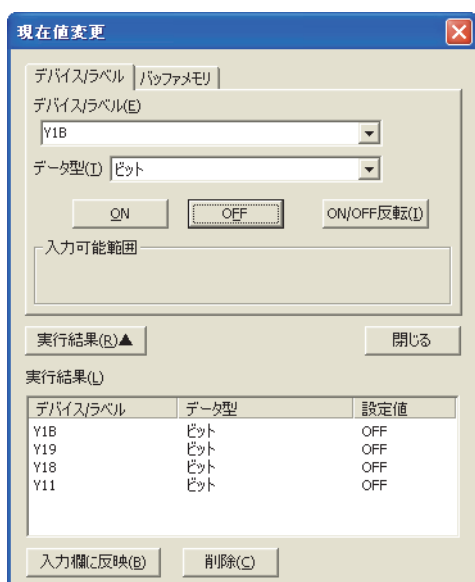 現在値変更
デバイス/ラベル バッファメモリ
デバイス/ラベル(E)
Y1B
データ型(T) ビット
ON OFF ON/OFF反転(I)
入力可能範囲
実行結果(R)▲ 閉じる
実行結果(L)
デバイス/ラベル データ型 設定値
Y1B ビット OFF
Y19 ビット OFF
Y18 ビット OFF
Y11 ビット OFF
入力欄に反映(B) 削除(C)